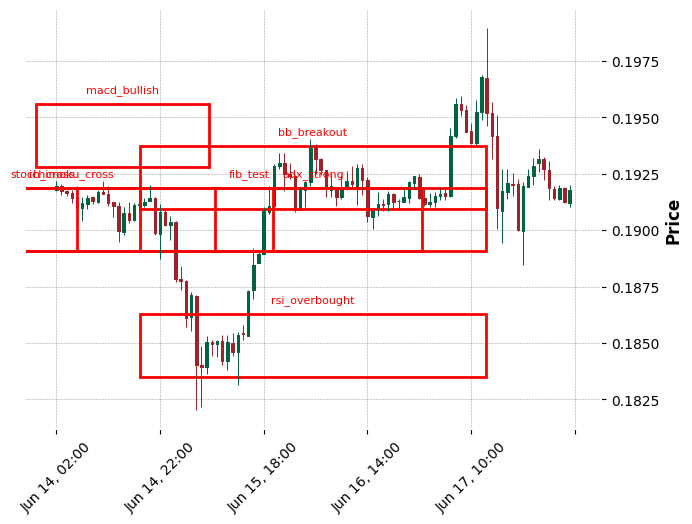 0.1975
macd_bullish
0.1950
bb_breakout
0.1925
ichimoku_cross
fib_test
adx_strong
0.1900
Price
0.1875
rsi_overbought
0.1850
0.1825
Jun 14, 02:00
Jun 14, 22:00
Jun 15, 18:00
Jun 16, 14:00
Jun 17, 10:00